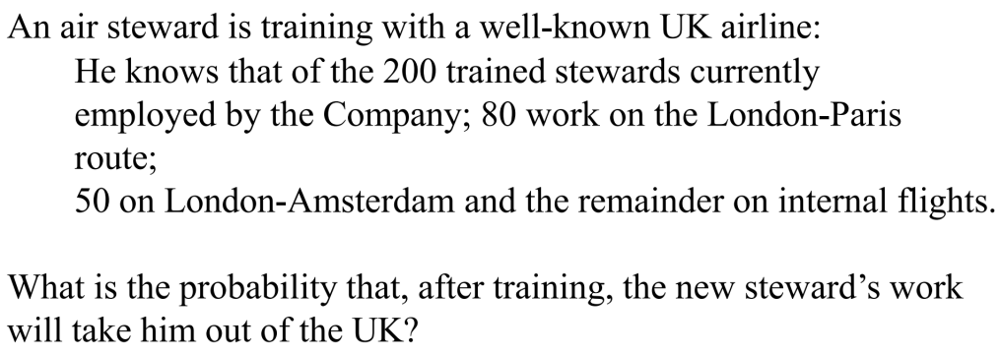 An air steward is training with a well-known UK airline:
He knows that of the 200 trained stewards currently
employed by the Company; 80 work on the London-Paris
route;
50 on London-Amsterdam and the remainder on internal flights.
What is the probability that, after training, the new steward’s work
will take him out of the UK?